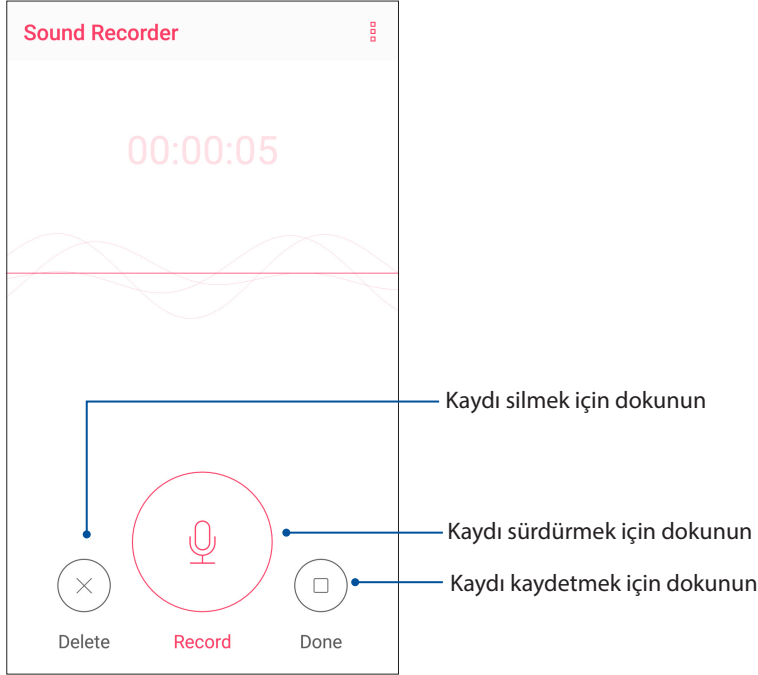 Sound Recorder
00:00:05
Kaydı silmek için dokunun
Kaydı sürdürmek için dokunun
Kaydı kaydetmek için dokunun
Delete
Record
Done